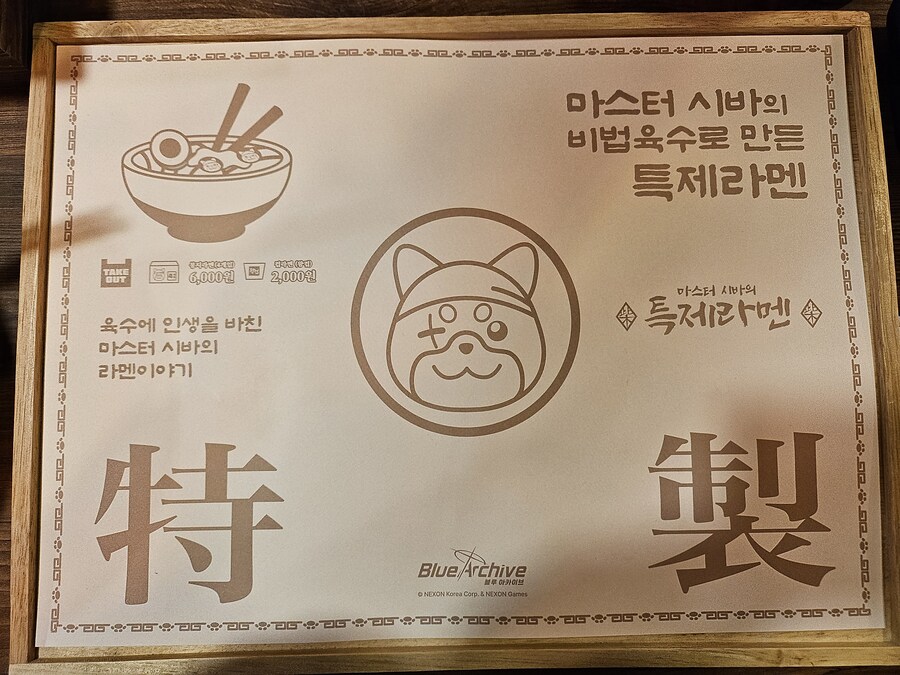 마스터 시바의
비법육수로 만든
특제라멘
TAKE OUT
6,000원
2,000원
육수에 인생을 바친
마스터 시바의
라멘이야기
마스터 시바의
특제라멘
特 製
Blue Archive
블루 아카이브
© NEXON Korea Corp. & NEXON Games